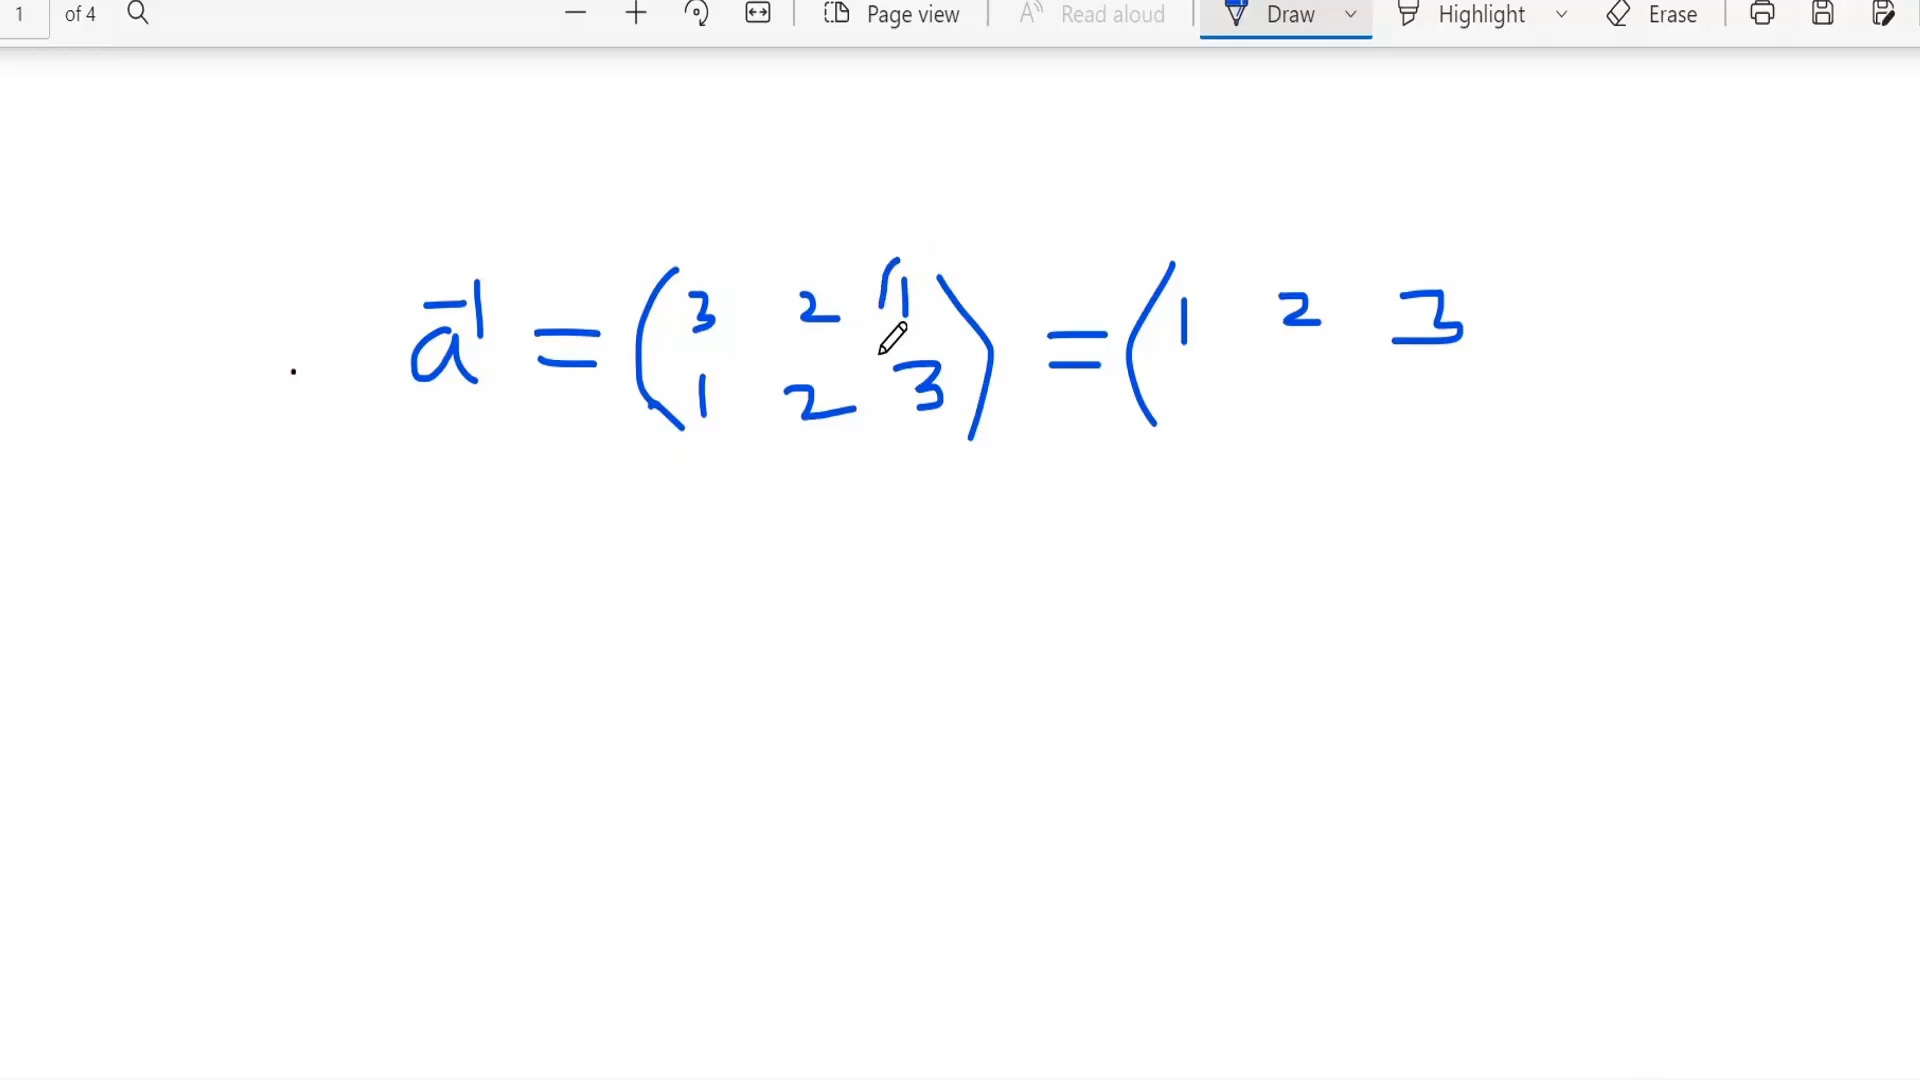 1 of 4 Page view Read aloud Draw Highlight Erase
a⁻¹ = ( 3 2 1 ) = ( 1 2 3
1 2 3